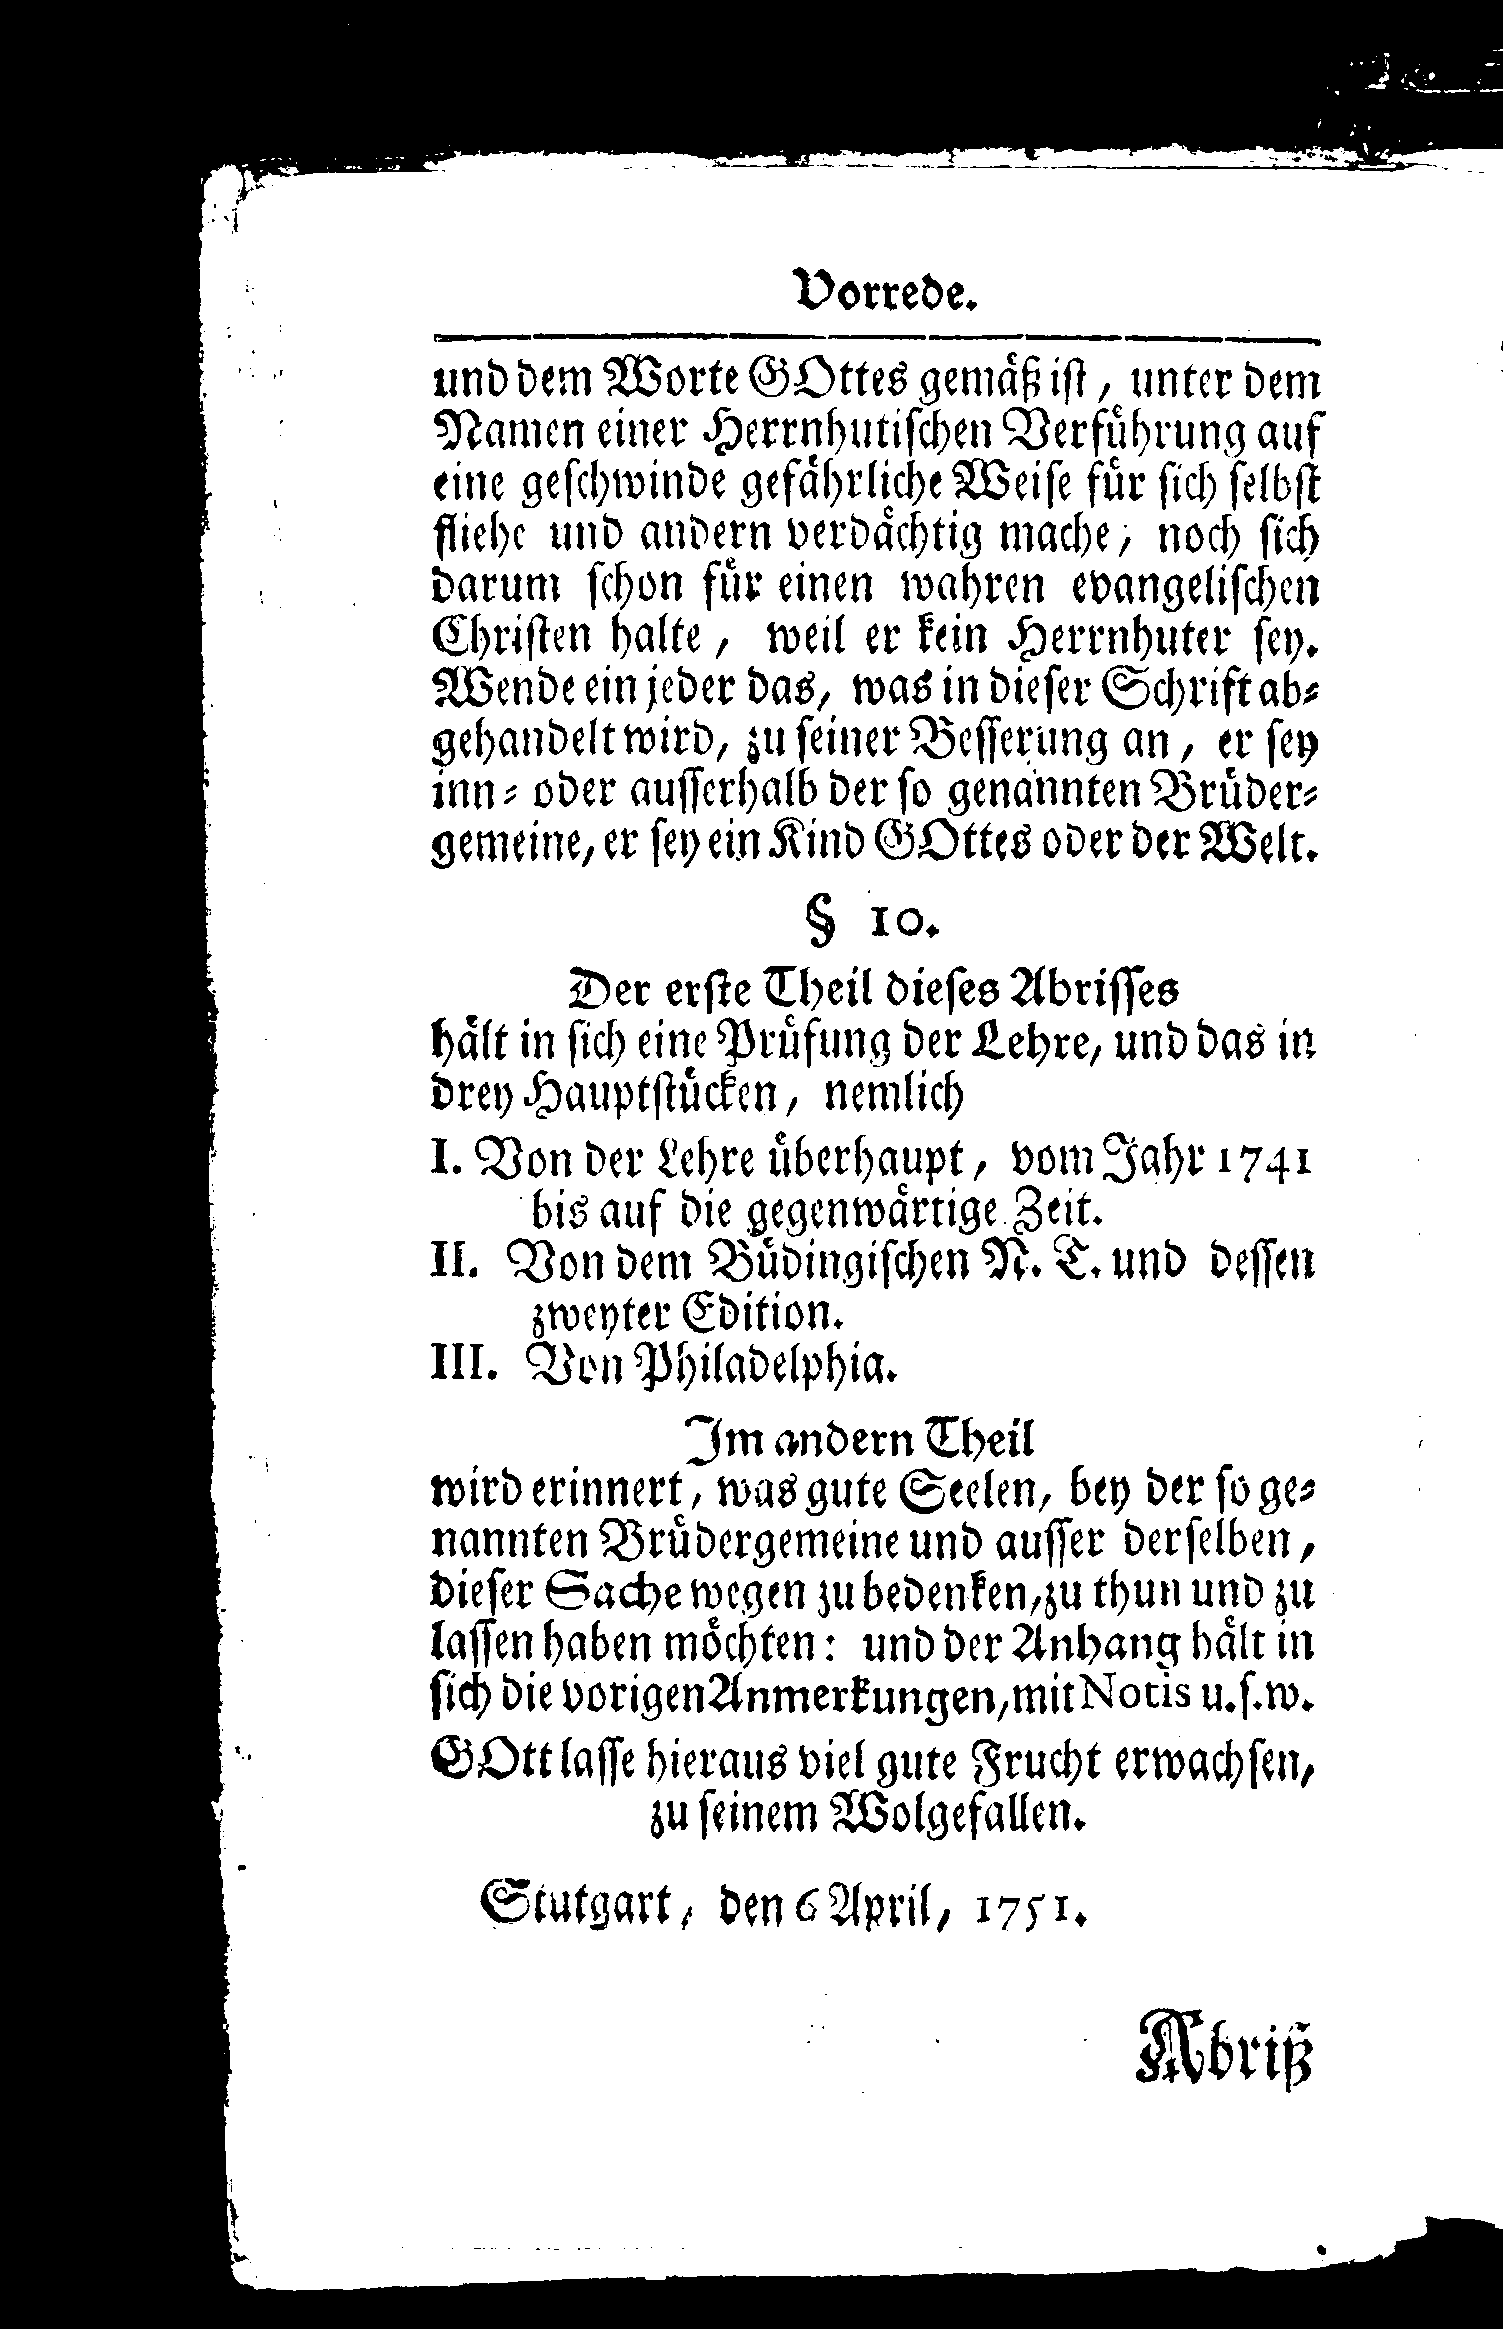 Vorrede.
und dem Worte GOttes gemäß ist, unter dem
Namen einer Herrnhutischen Verführung auf
eine geschwinde gefährliche Weise für sich selbst
fliehe und andern verdächtig mache; noch sich
darum schon für einen wahren evangelischen
Christen halte, weil er kein Herrnhuter sey.
Wende ein jeder das, was in dieser Schrift ab-
gehandelt wird, zu seiner Besserung an, er sey
inn- oder ausserhalb der so genannten Brüder-
gemeine, er sey ein Kind GOttes oder der Welt.
§ 10.
Der erste Theil dieses Abrisses
hält in sich eine Prüfung der Lehre, und das in
drey Hauptstücken, nemlich
I. Von der Lehre überhaupt, vom Jahr 1741
bis auf die gegenwärtige Zeit.
II. Von dem Büdingischen N. T. und dessen
zweyter Edition.
III. Von Philadelphia.
Im andern Theil
wird erinnert, was gute Seelen, bey der so ge-
nannten Brüdergemeine und ausser derselben,
dieser Sache wegen zu bedenken, zu thun und zu
lassen haben möchten: und der Anhang hält in
sich die vorigen Anmerkungen, mit Notis u. s. w.
GOtt lasse hieraus viel gute Frucht erwachsen,
zu seinem Wolgefallen.
Stutgart, den 6 April, 1751.
Abriß